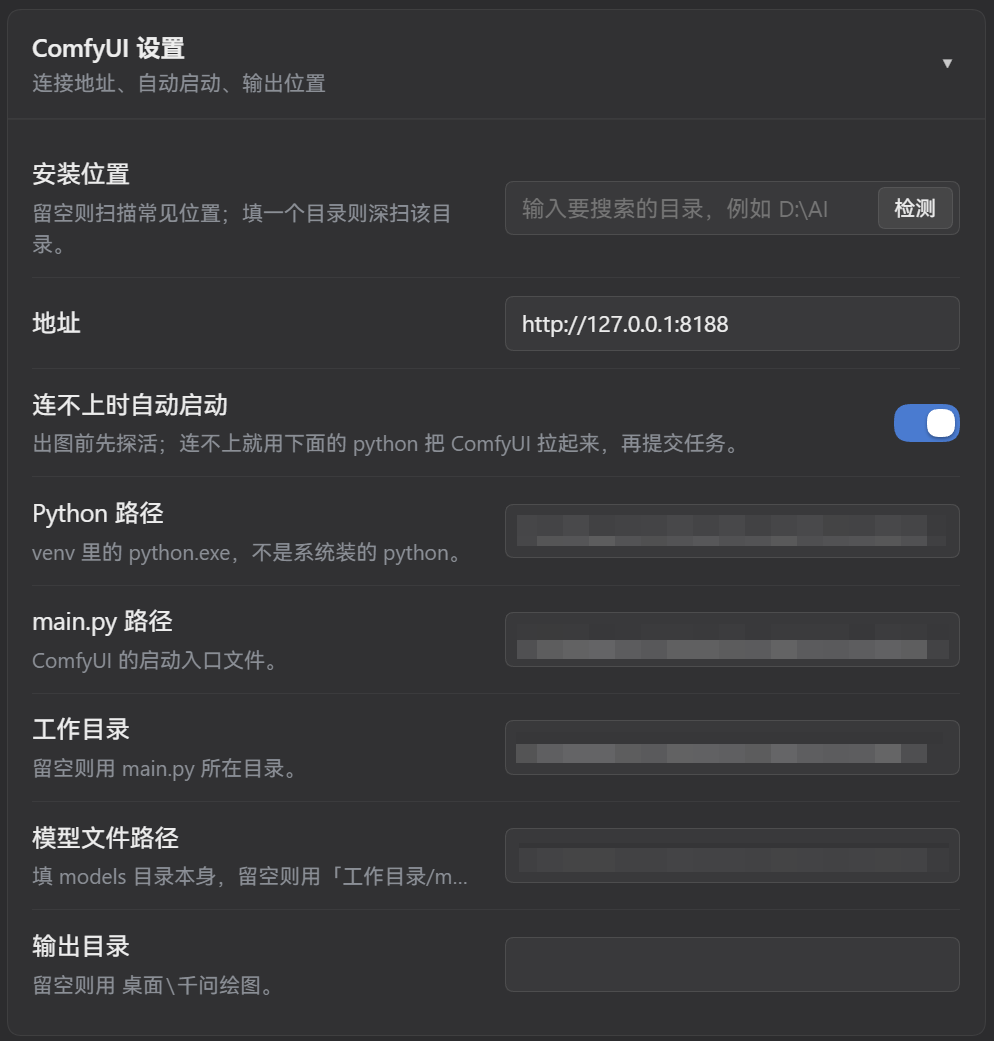 ComfyUI 设置
连接地址、自动启动、输出位置
安装位置
留空则扫描常见位置；填一个目录则深扫该目
录。
输入要搜索的目录，例如 D:\AI
检测
地址
http://127.0.0.1:8188
连不上时自动启动
出图前先探活；连不上就用下面的 python 把 ComfyUI 拉起来，再提交任务。
Python 路径
venv 里的 python.exe，不是系统装的 python。
main.py 路径
ComfyUI 的启动入口文件。
工作目录
留空则用 main.py 所在目录。
模型文件路径
填 models 目录本身，留空则用「工作目录/m...
输出目录
留空则用 桌面\千问绘图。